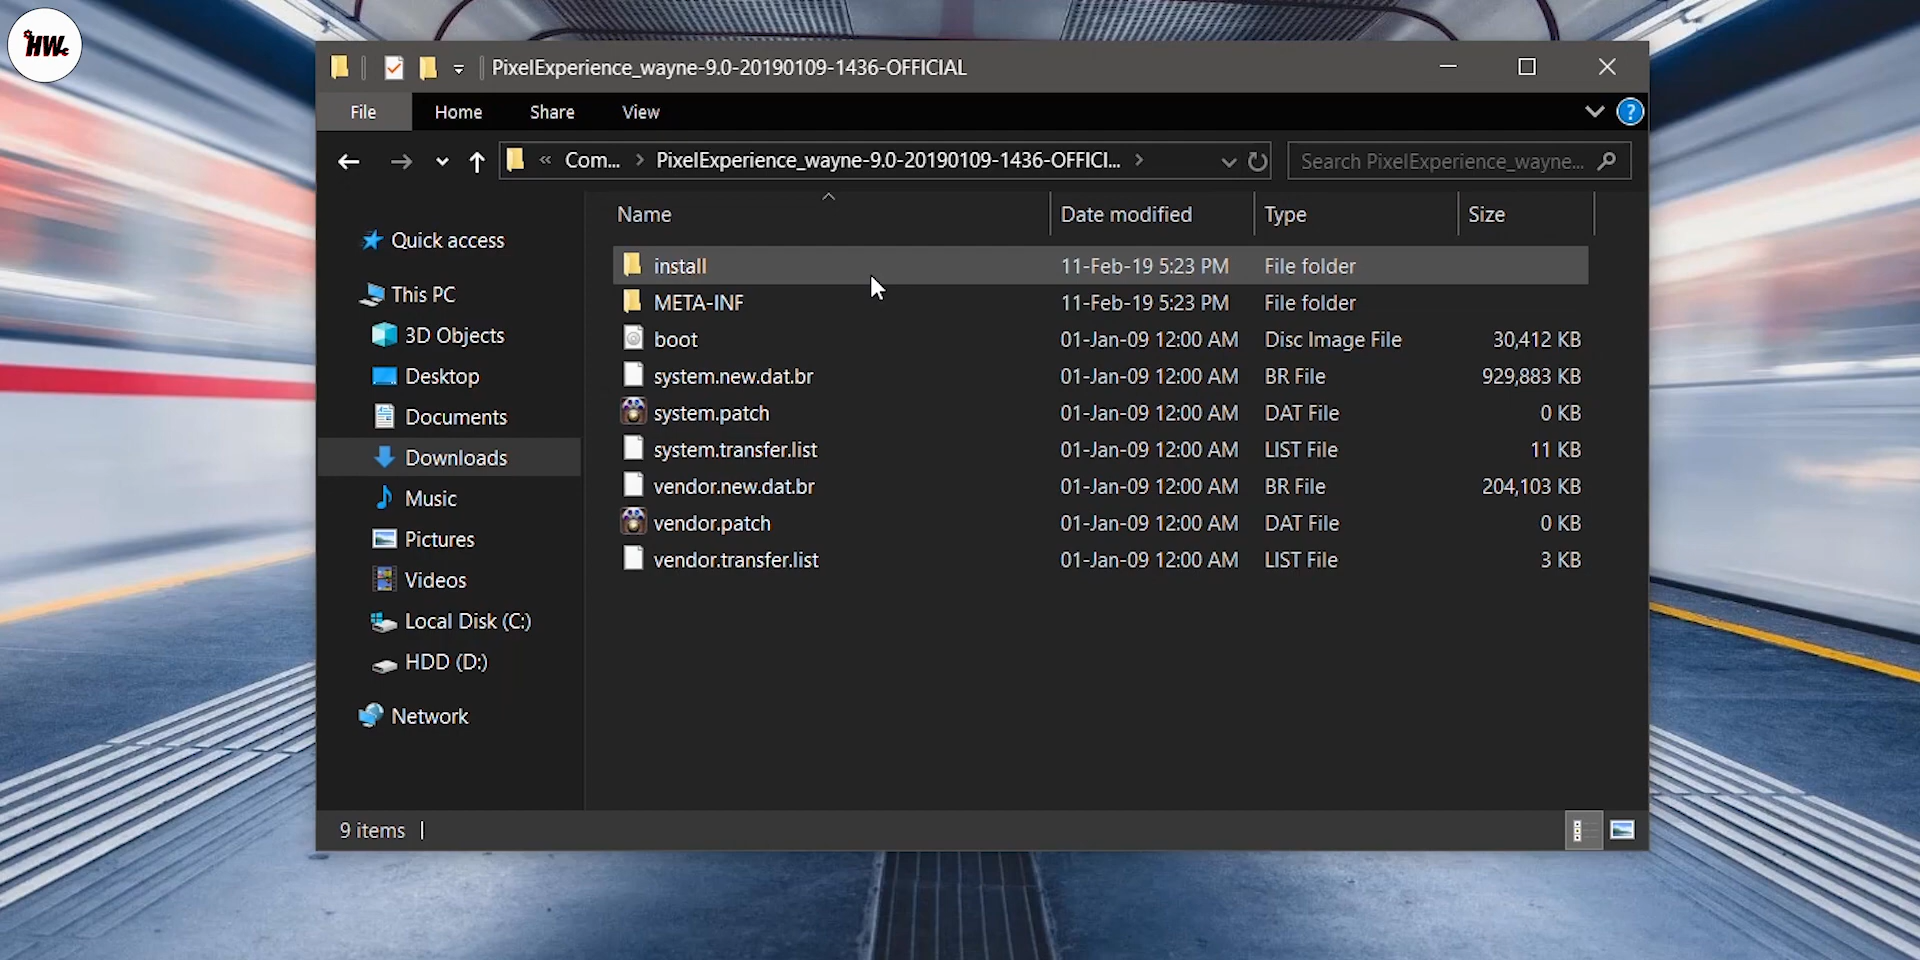 HW.
PixelExperience_wayne-9.0-20190109-1436-OFFICIAL
File Home Share View ?
« Com... > PixelExperience_wayne-9.0-20190109-1436-OFFICI... > Search PixelExperience_wayne...
Name Date modified Type Size
Quick access
This PC
3D Objects
Desktop
Documents
Downloads
Music
Pictures
Videos
Local Disk (C:)
HDD (D:)
Network
install 11-Feb-19 5:23 PM File folder
META-INF 11-Feb-19 5:23 PM File folder
boot 01-Jan-09 12:00 AM Disc Image File 30,412 KB
system.new.dat.br 01-Jan-09 12:00 AM BR File 929,883 KB
system.patch 01-Jan-09 12:00 AM DAT File 0 KB
system.transfer.list 01-Jan-09 12:00 AM LIST File 11 KB
vendor.new.dat.br 01-Jan-09 12:00 AM BR File 204,103 KB
vendor.patch 01-Jan-09 12:00 AM DAT File 0 KB
vendor.transfer.list 01-Jan-09 12:00 AM LIST File 3 KB
9 items